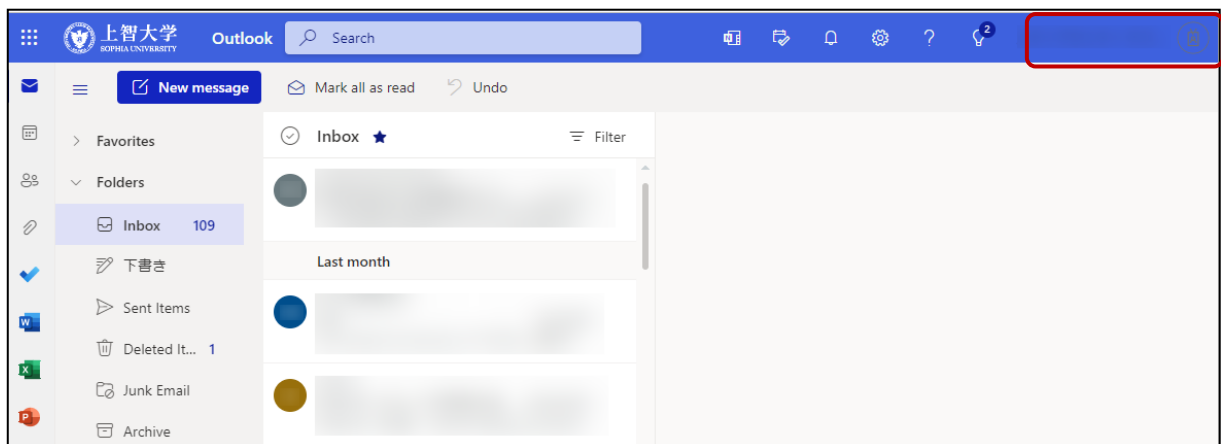 上智大学
SOPHIA UNIVERSITY
Outlook
Search
2
New message
Mark all as read
Undo
Favorites
Inbox
Filter
Folders
Inbox 109
下書き
Last month
Sent Items
Deleted It... 1
Junk Email
Archive